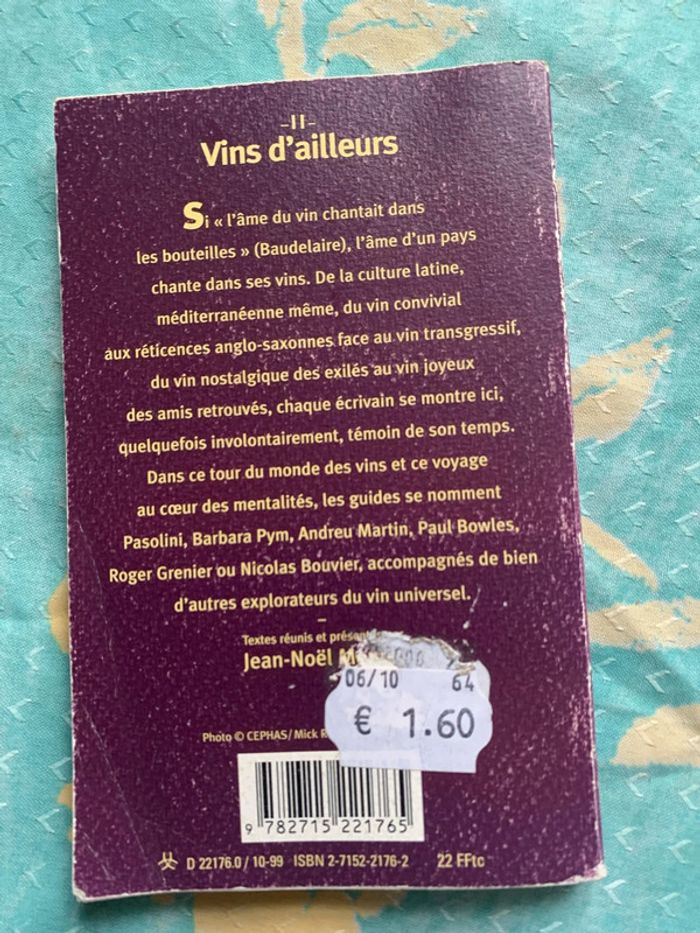 -II-
Vins d'ailleurs
Si « l'âme du vin chantait dans
les bouteilles » (Baudelaire), l'âme d'un pays
chante dans ses vins. De la culture latine,
méditerranéenne même, du vin convivial
aux réticences anglo-saxonnes face au vin transgressif,
du vin nostalgique des exilés au vin joyeux
des amis retrouvés, chaque écrivain se montre ici,
quelquefois involontairement, témoin de son temps.
Dans ce tour du monde des vins et ce voyage
au cœur des mentalités, les guides se nomment
Pasolini, Barbara Pym, Andreu Martin, Paul Bowles,
Roger Grenier ou Nicolas Bouvier, accompagnés de bien
d'autres explorateurs du vin universel.
Textes réunis et
Jean-Noël
06/10 64
€ 1.60
Photo © CEPHAS/ Mick
9 782715 221765
D 22176.0 / 10-99 ISBN 2-7152-2176-2 22 FFtc